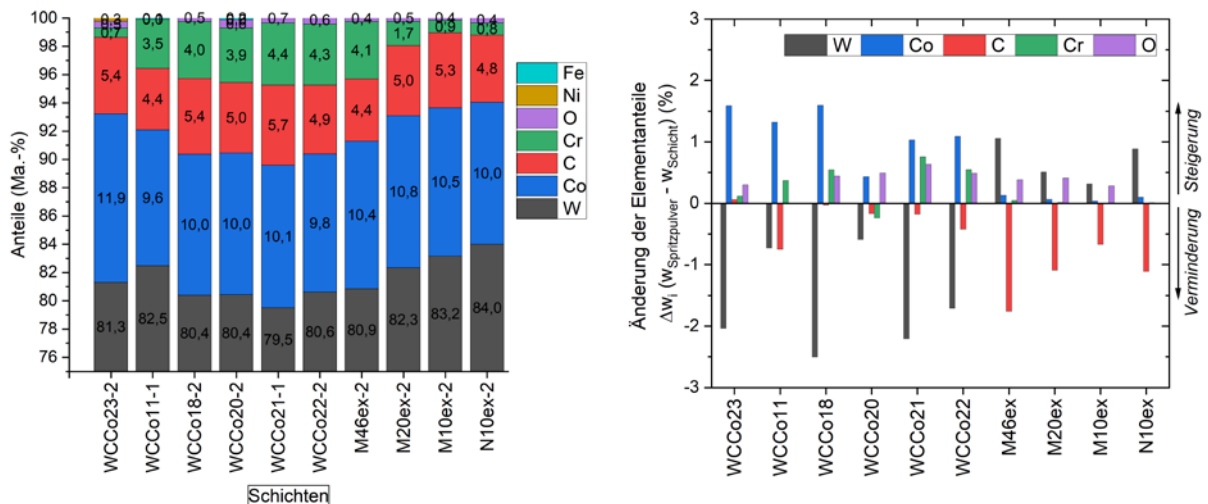 Anteile (Ma.-%)
100
98
96
94
92
90
88
86
84
82
80
78
76
0,7 3,5 4,0 3,9 4,4 4,3 4,1 1,7 0,9 0,8
0,5 0,7 0,6 0,4 0,5 0,4 0,4
5,4 4,4 5,4 5,0 5,7 4,9 4,4 5,0 5,3 4,8
11,9 9,6 10,0 10,0 10,1 9,8 10,4 10,8 10,5 10,0
81,3 82,5 80,4 80,4 79,5 80,6 80,9 82,3 83,2 84,0
Fe
Ni
O
Cr
C
Co
W
WCCo23-2
WCCo11-1
WCCo18-2
WCCo20-2
WCCo21-1
WCCo22-2
M46ex-2
M20ex-2
M10ex-2
N10ex-2
Schichten
Änderung der Elementanteile
Δwᵢ (wSpritzpulver - wSchicht) (%)
3
2
1
0
-1
-2
-3
W Co C Cr O
Steigerung
Verminderung
WCCo23
WCCo11
WCCo18
WCCo20
WCCo21
WCCo22
M46ex
M20ex
M10ex
N10ex